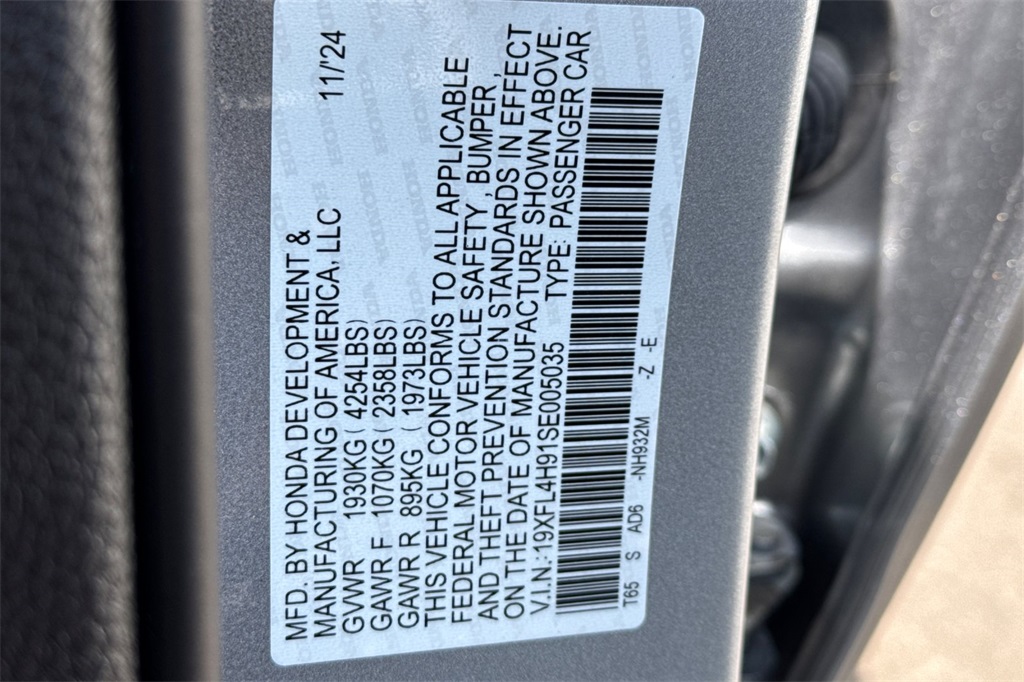 MFD. BY HONDA DEVELOPMENT &
MANUFACTURING OF AMERICA, LLC 11/'24
GVWR 1930KG ( 4254LBS)
GAWR F 1070KG ( 2358LBS)
GAWR R 895KG ( 1973LBS)
THIS VEHICLE CONFORMS TO ALL APPLICABLE
FEDERAL MOTOR VEHICLE SAFETY , BUMPER
AND THEFT PREVENTION STANDARDS IN EFFECT
ON THE DATE OF MANUFACTURE SHOWN ABOVE.
V.I.N.:19XFL4H91SE005035 TYPE: PASSENGER CAR
T65 S AD6 -NH932M -Z -E